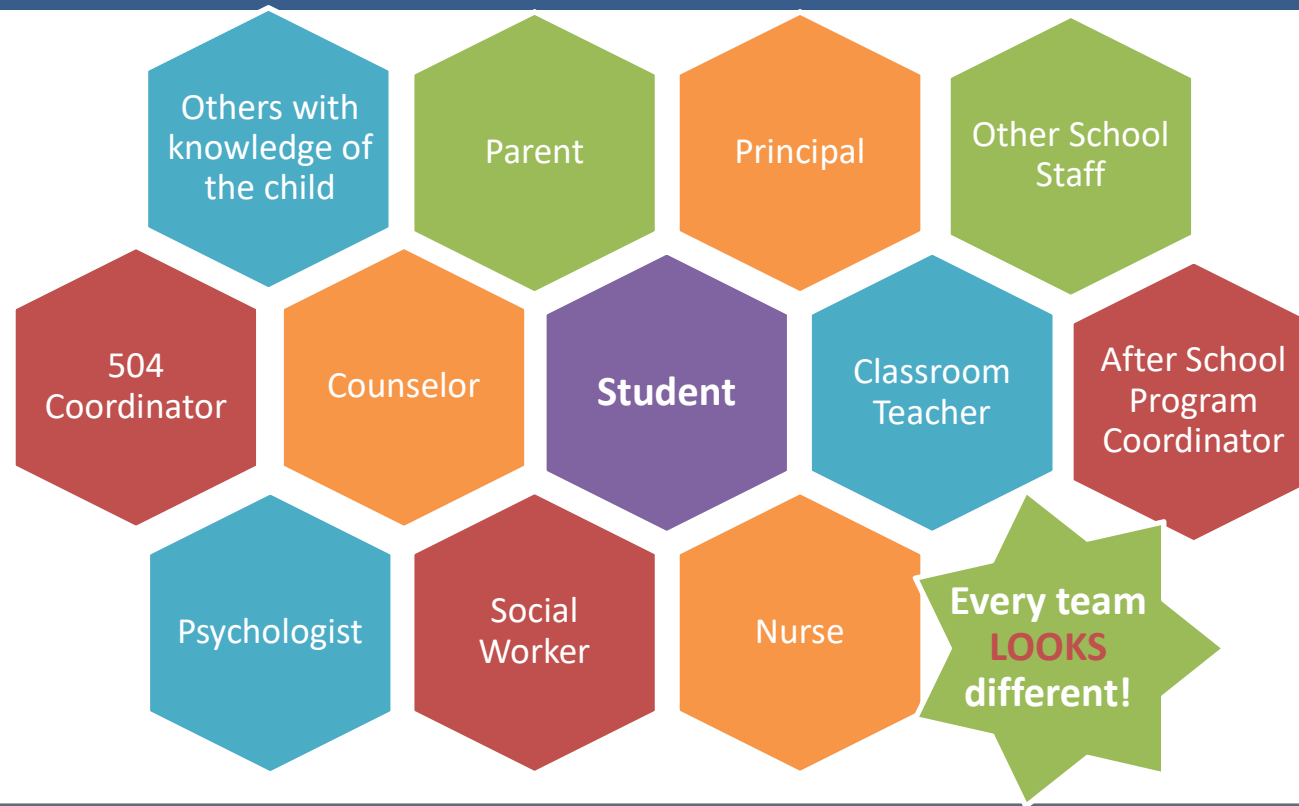 Others with
knowledge of
the child
Parent
Principal
Other School
Staff
504
Coordinator
Counselor
Student
Classroom
Teacher
After School
Program
Coordinator
Psychologist
Social
Worker
Nurse
Every team
LOOKS
different!